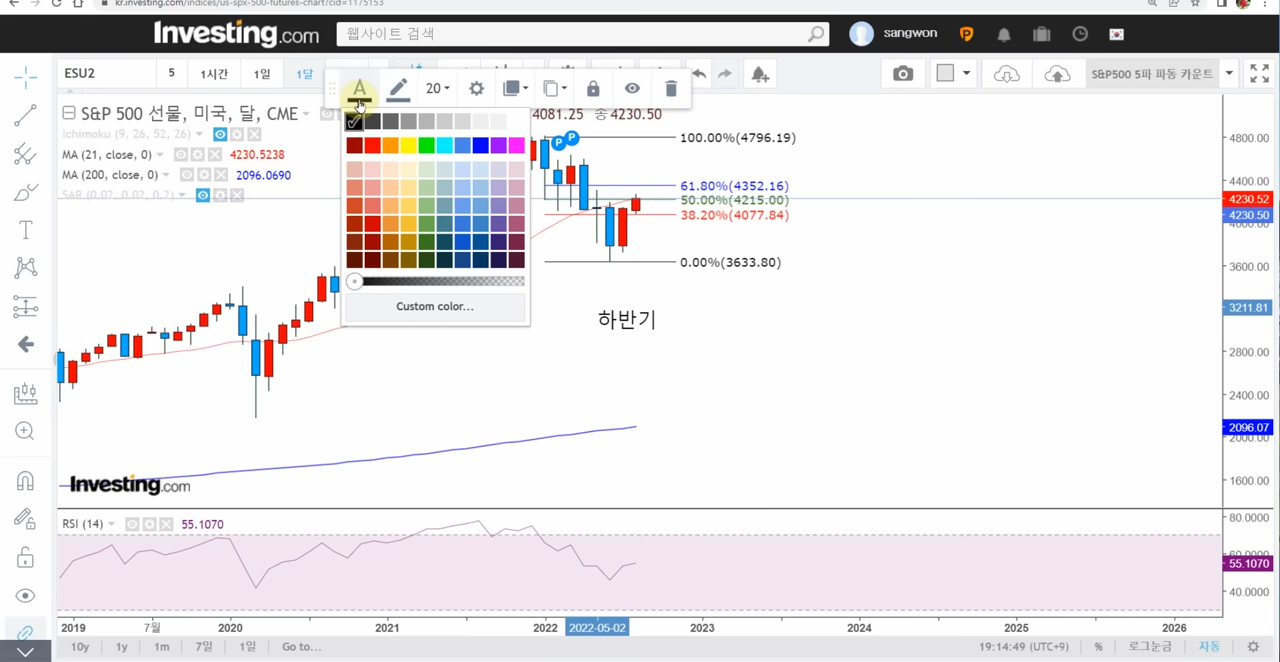 kr.investing.com/indices/us-spx-500-futures-chart?cid=1175153
Investing.com
웹사이트 검색
sangwon
ESU2
5
1시간
1일
1달
20
S&P500 5파 파동 카운트
S&P 500 선물, 미국, 달, CME
4081.25 종 4230.50
Ichimoku (9, 26, 52, 26)
MA (21, close, 0)
4230.5238
MA (200, close, 0)
2096.0690
SAR (0.02, 0.02, 0.2)
Custom color...
P
P
100.00%(4796.19)
61.80%(4352.16)
50.00%(4215.00)
38.20%(4077.84)
0.00%(3633.80)
하반기
4800.00
4400.00
4230.52
4230.50
4000.00
3600.00
3211.81
2800.00
2400.00
2096.07
2000.00
1600.00
Investing.com
RSI (14)
55.1070
80.0000
60.0000
55.1070
40.0000
2019
7월
2020
2021
2022
2022-05-02
2023
2024
2025
2026
10y
1y
1m
7일
1일
Go to...
19:14:49 (UTC+9)
%
로그눈금
자동